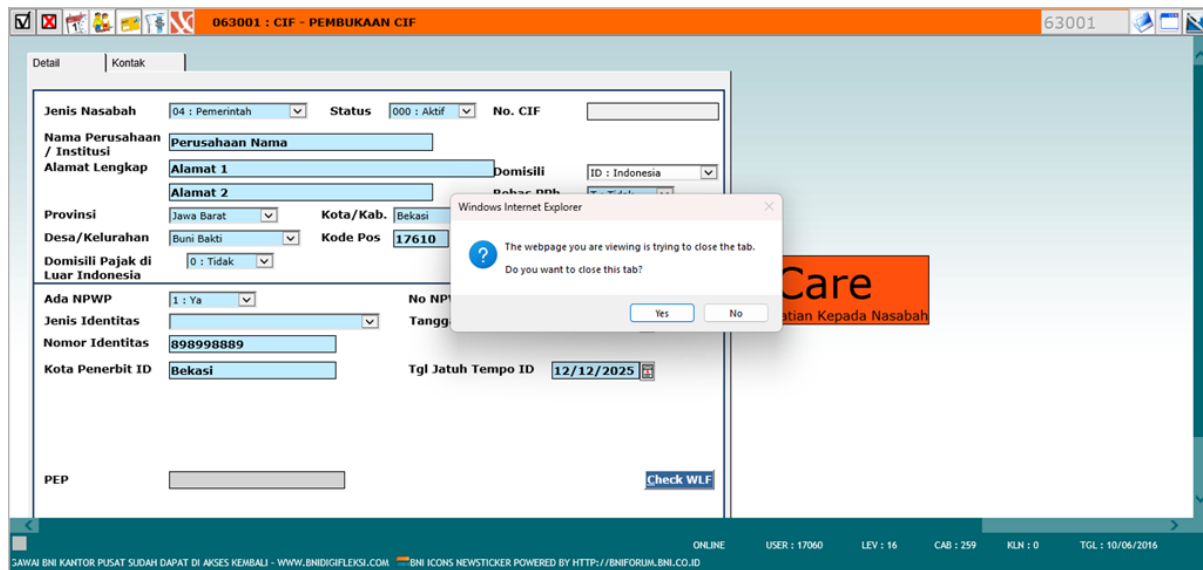 063001 : CIF - PEMBUKAAN CIF
63001
Detail
Kontak
Jenis Nasabah 04 : Pemerintah Status 000 : Aktif No. CIF
Nama Perusahaan / Institusi Perusahaan Nama
Alamat Lengkap Alamat 1 Domisili ID : Indonesia
Alamat 2
Provinsi Jawa Barat Kota/Kab. Bekasi
Desa/Kelurahan Buni Bakti Kode Pos 17610
Domisili Pajak di Luar Indonesia 0 : Tidak
Windows Internet Explorer
The webpage you are viewing is trying to close the tab.
Do you want to close this tab?
Yes No
Care
Kepada Nasabah
Ada NPWP 1 : Ya
Jenis Identitas
Nomor Identitas 898998889
Kota Penerbit ID Bekasi Tgl Jatuh Tempo ID 12/12/2025
PEP Check WLF
ONLINE USER : 17060 LEV : 16 CAB : 259 KLN : 0 TGL : 10/06/2016
GAWAI BNI KANTOR PUSAT SUDAH DAPAT DI AKSES KEMBALI - WWW.BNIDIGIFLEKSI.COM BNI ICONS NEWSTICKER POWERED BY HTTP://BNIFORUM.BNI.CO.ID